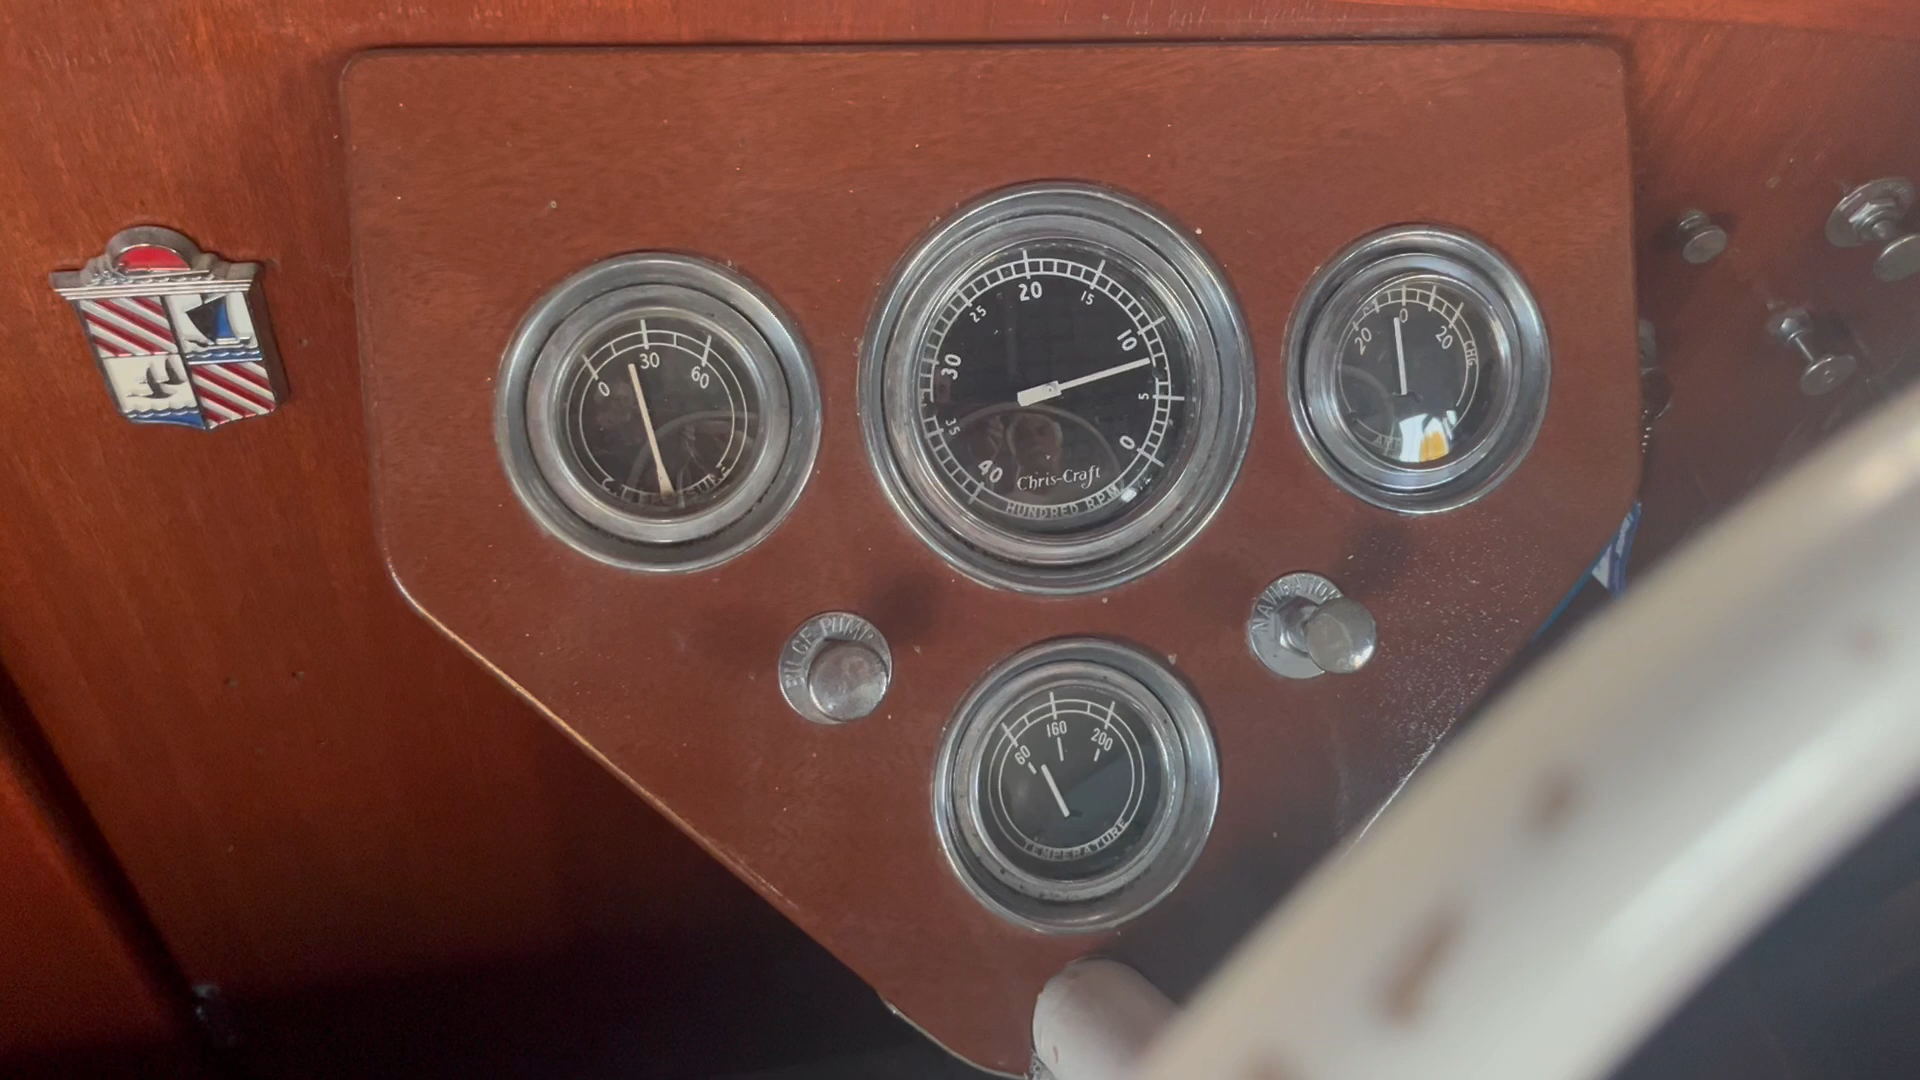 0 30 60
40 35 30 25 20 15 10 5 0
Chris-Craft
HUNDRED R.P.M.
20 0 20
CHG
BILGE PUMP
NAVIGATION
60 160 200
TEMPERATURE